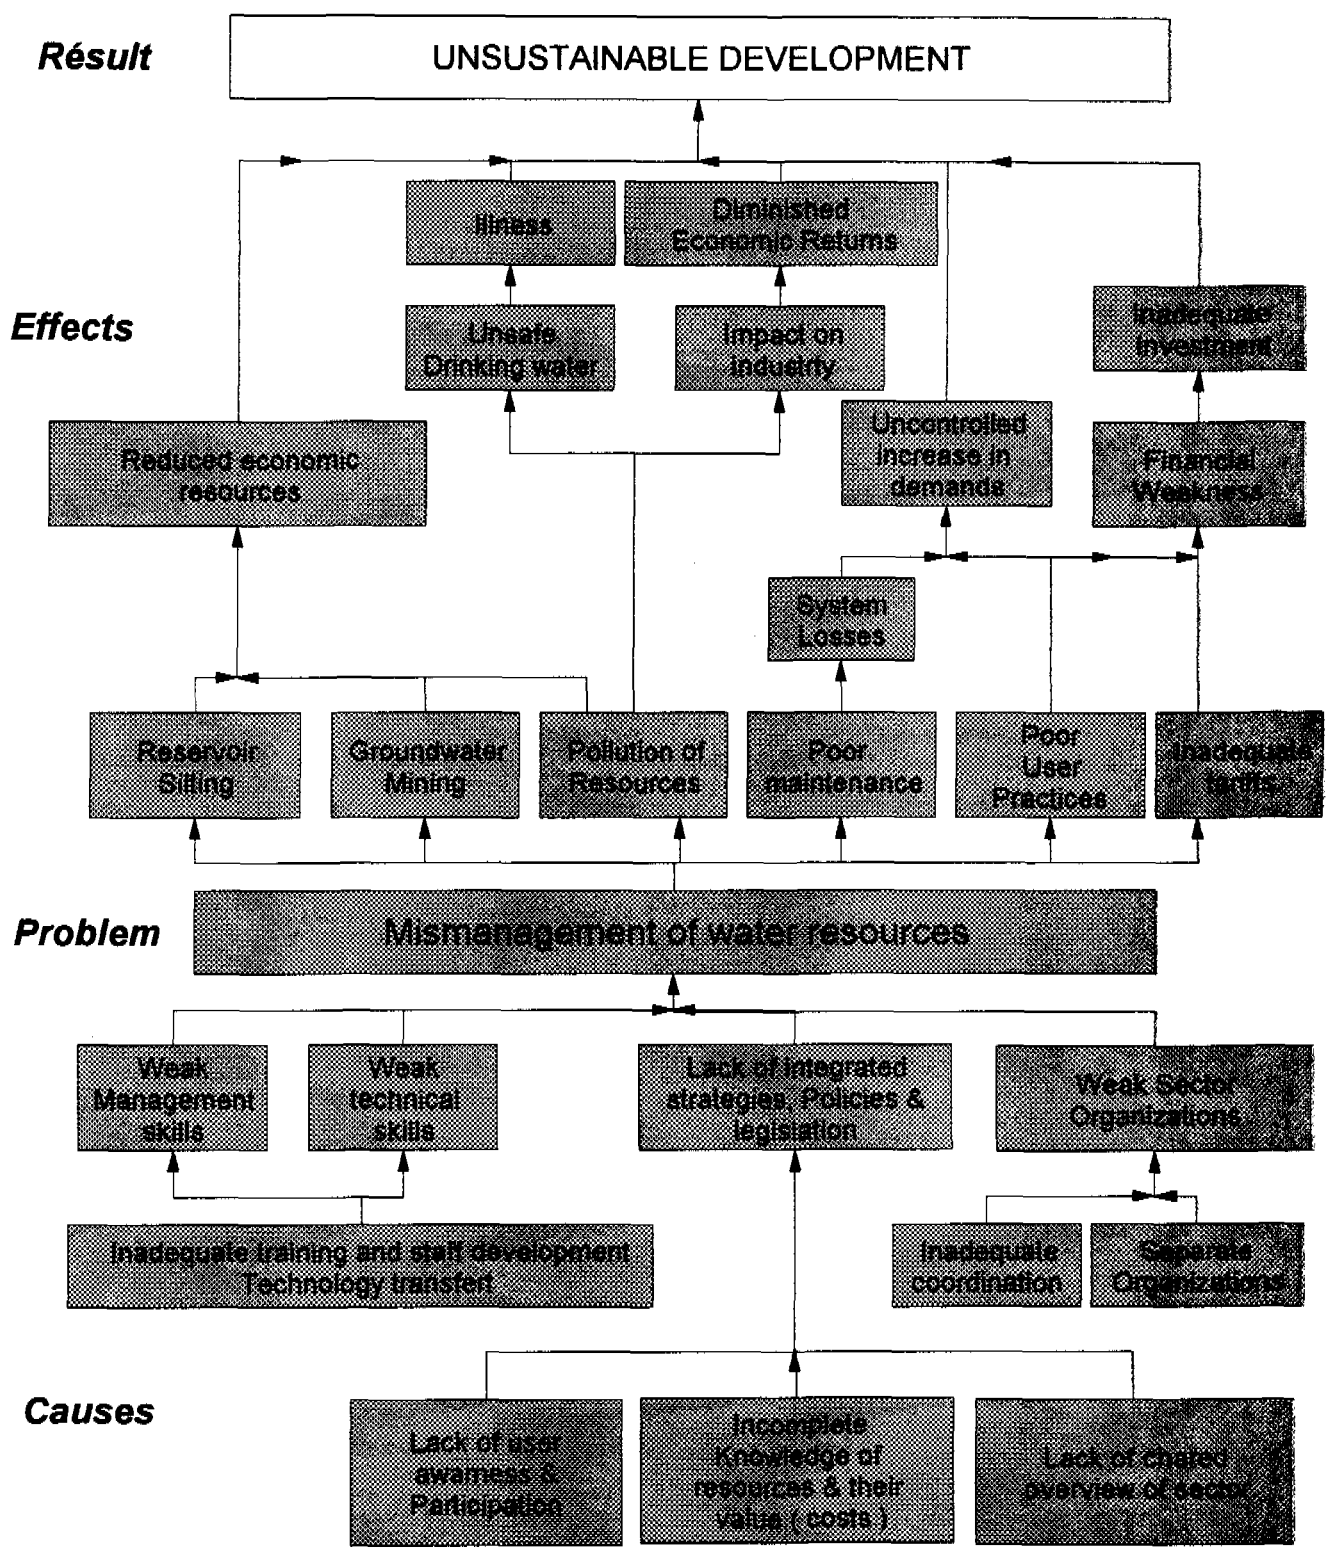 Résult
UNSUSTAINABLE DEVELOPMENT
Illness
Diminished
Economic Returns
Effects
Unsafe
Drinking water
Impact on
industrfy
Inadequate
investment
Reduced economic
resources
Uncontrolled
increase in
demands
Financial
Weakness
System
Losses
Reservoir
Silting
Groundwater
Mining
Pollution of
Resources
Poor
maintenance
Poor
User
Practices
Inadequate
tariffs
Problem
Mismanagement of water resources
Weak
Management
skills
Weak
technical
skills
Lack of integrated
strategies, Policies &
legislation
Weak Sector
Organizations
Inadequate training and staff development
Technology transfert
Inadequate
coordination
Separate
Organizations
Causes
Lack of user
awarness &
Participation
Incomplete
Knowledge of
resources & their
value ( costs )
Lack of chared
overview of sector